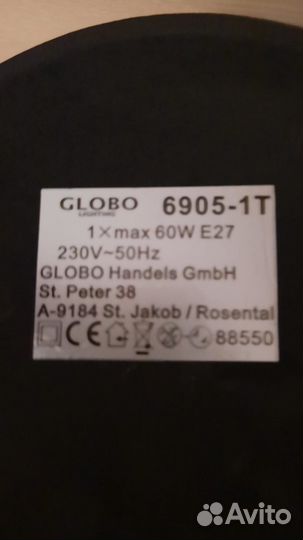 GLOBO 6905-1T
LIGHTING
1×max 60W E27
230V~50Hz
GLOBO Handels GmbH
St. Peter 38
A-9184 St. Jakob / Rosental
CE 88550
Avito